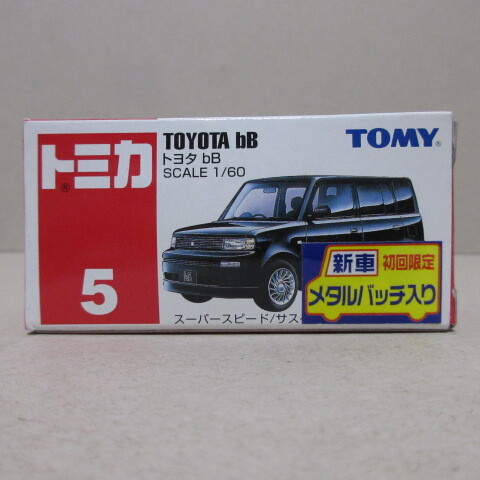 トミカ
®
5
TOYOTA bB
トヨタ bB
SCALE 1/60
TOMY
新車 初回限定
メタルバッチ入り
スーパースピード/サス